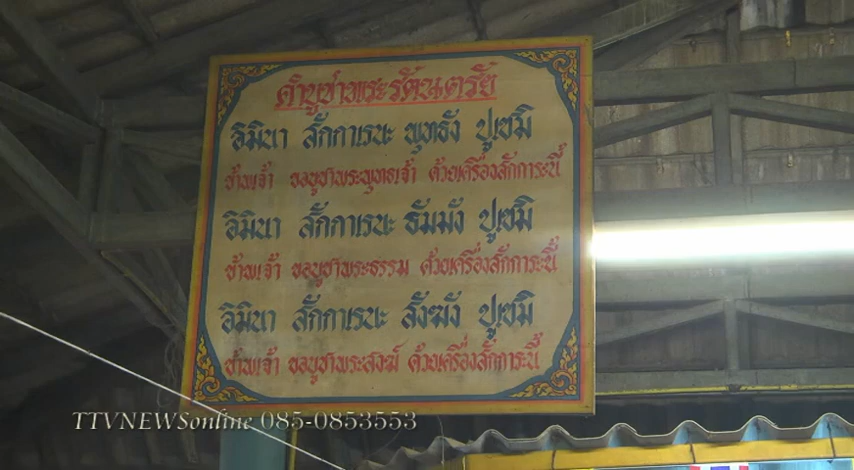 คำบูชาพระรัตนตรัย
อิมินา สักกาเรนะ พุทธัง ปูเชมิ
ข้าพเจ้า ขอบูชาพระพุทธเจ้า ด้วยเครื่องสักการะนี้
อิมินา สักกาเรนะ ธัมมัง ปูเชมิ
ข้าพเจ้า ขอบูชาพระธรรม ด้วยเครื่องสักการะนี้
อิมินา สักกาเรนะ สังฆัง ปูเชมิ
ข้าพเจ้า ขอบูชาพระสงฆ์ ด้วยเครื่องสักการะนี้
TTVNEWSonline 085-0853553